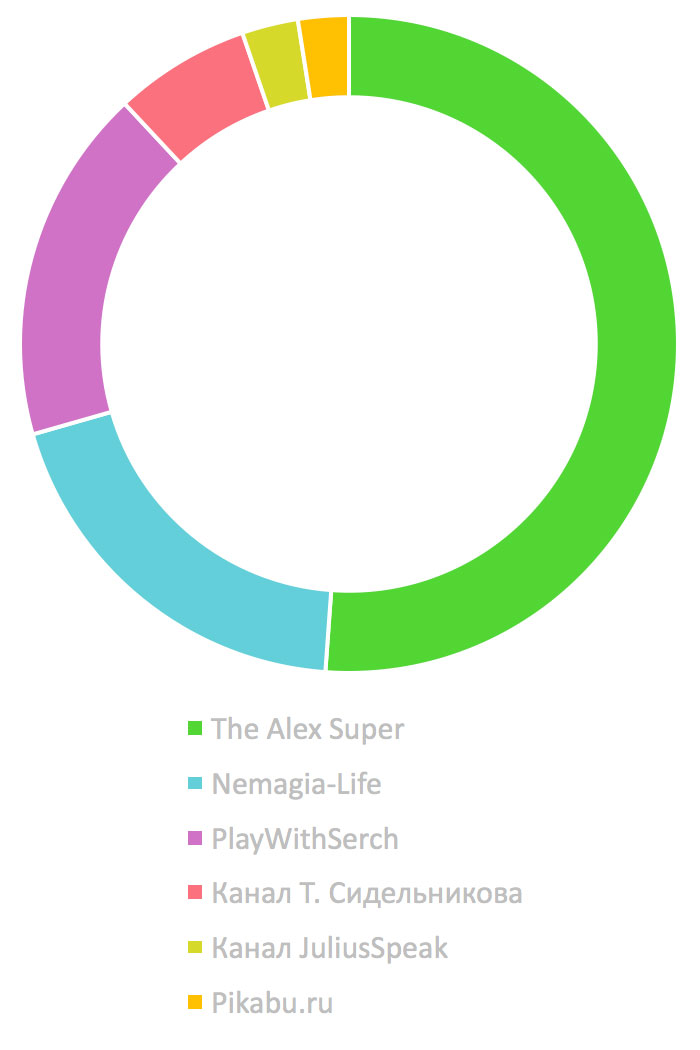 The Alex Super
Nemagia-Life
PlayWithSerch
Канал Т. Сидельникова
Канал JuliusSpeak
Pikabu.ru